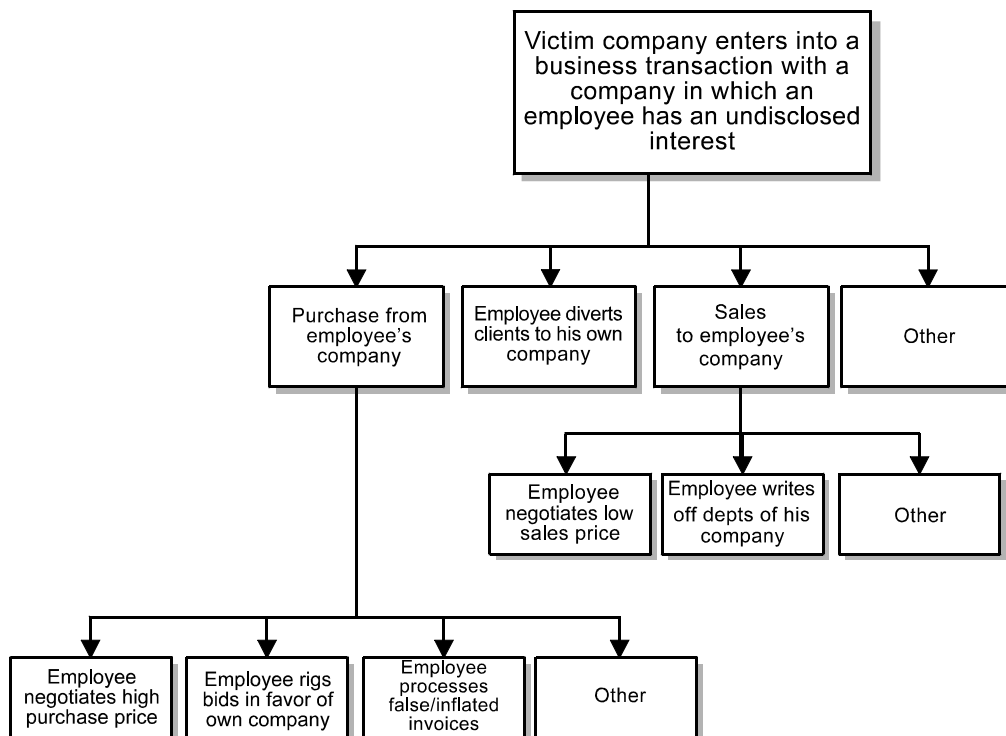 Victim company enters into a
business transaction with a
company in which an
employee has an undisclosed
interest
Purchase from
employee’s
company
Employee diverts
clients to his own
company
Sales
to employee’s
company
Other
Employee
negotiates low
sales price
Employee writes
off depts of his
company
Other
Employee
negotiates high
purchase price
Employee rigs
bids in favor of
own company
Employee
processes
false/inflated
invoices
Other